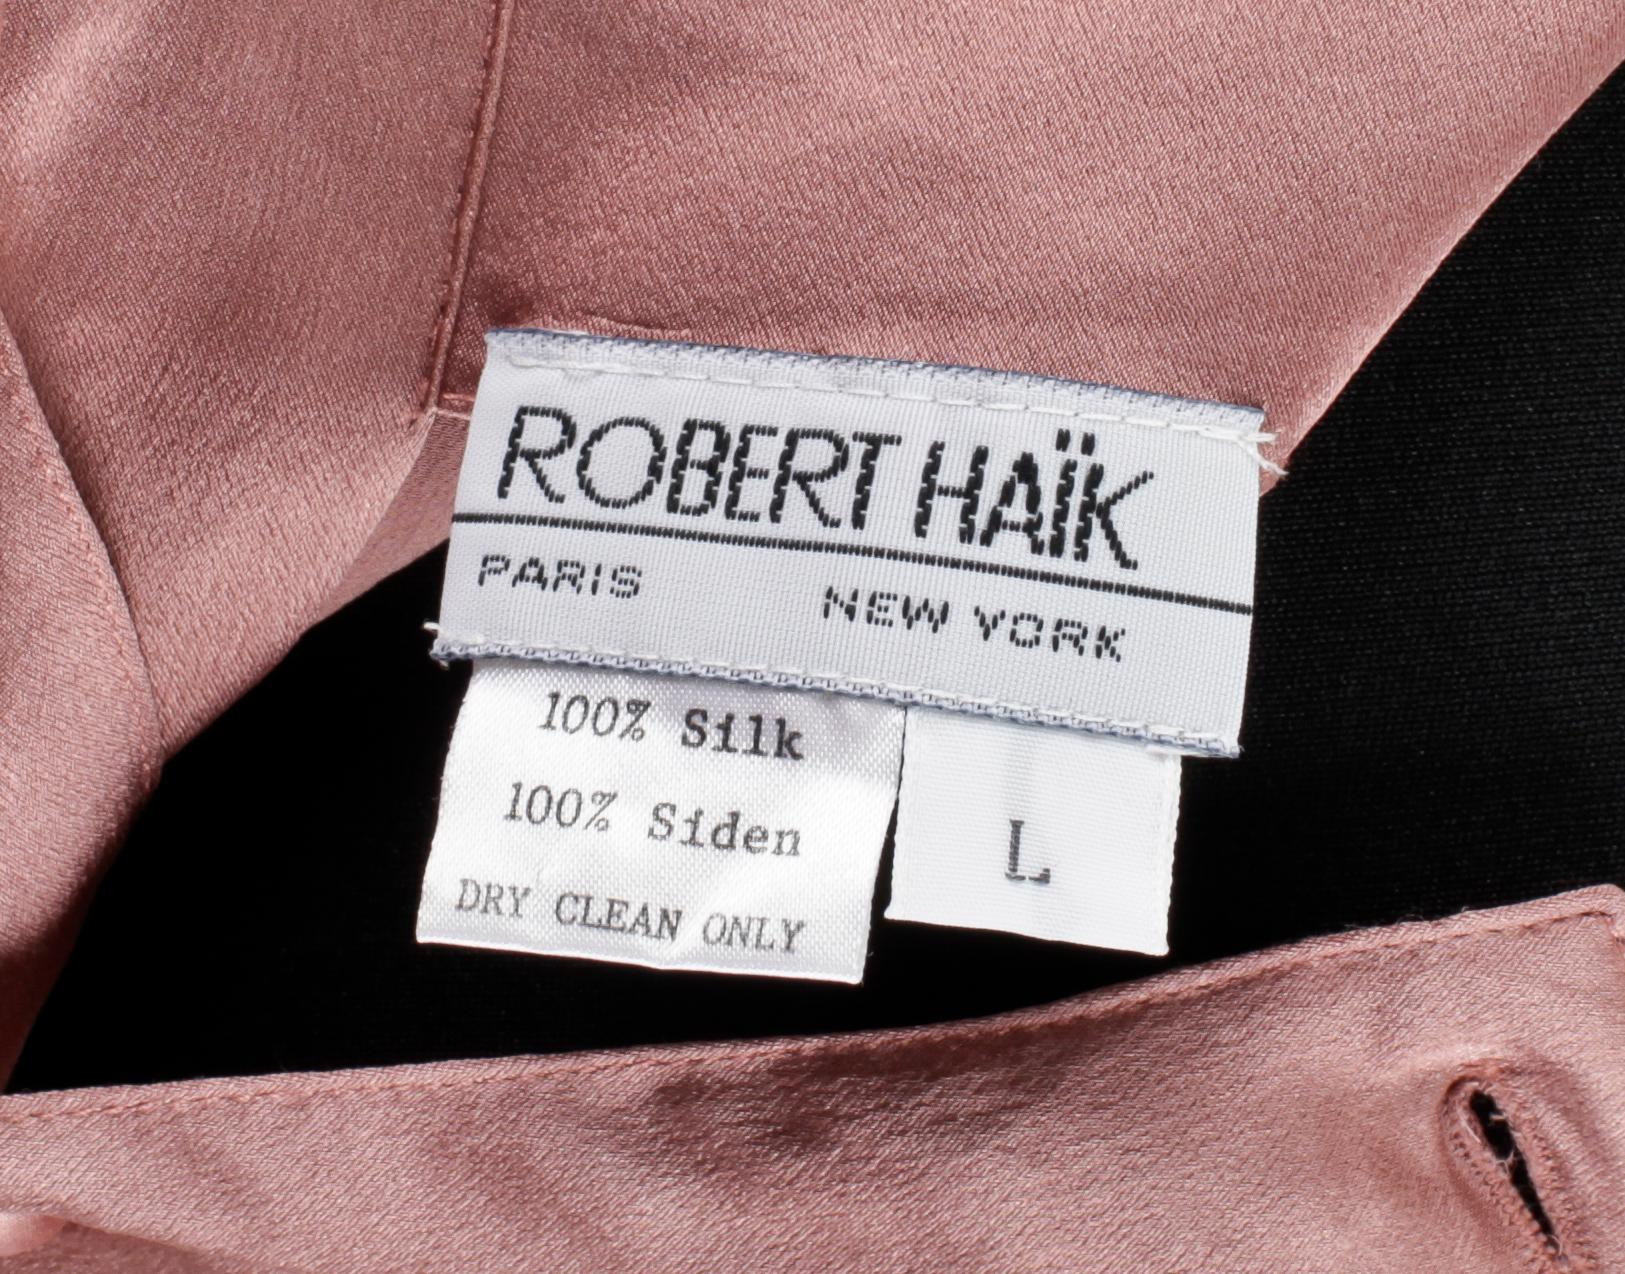 ROBERT HAÏK
PARIS NEW YORK
100% Silk
100% Siden
DRY CLEAN ONLY
L